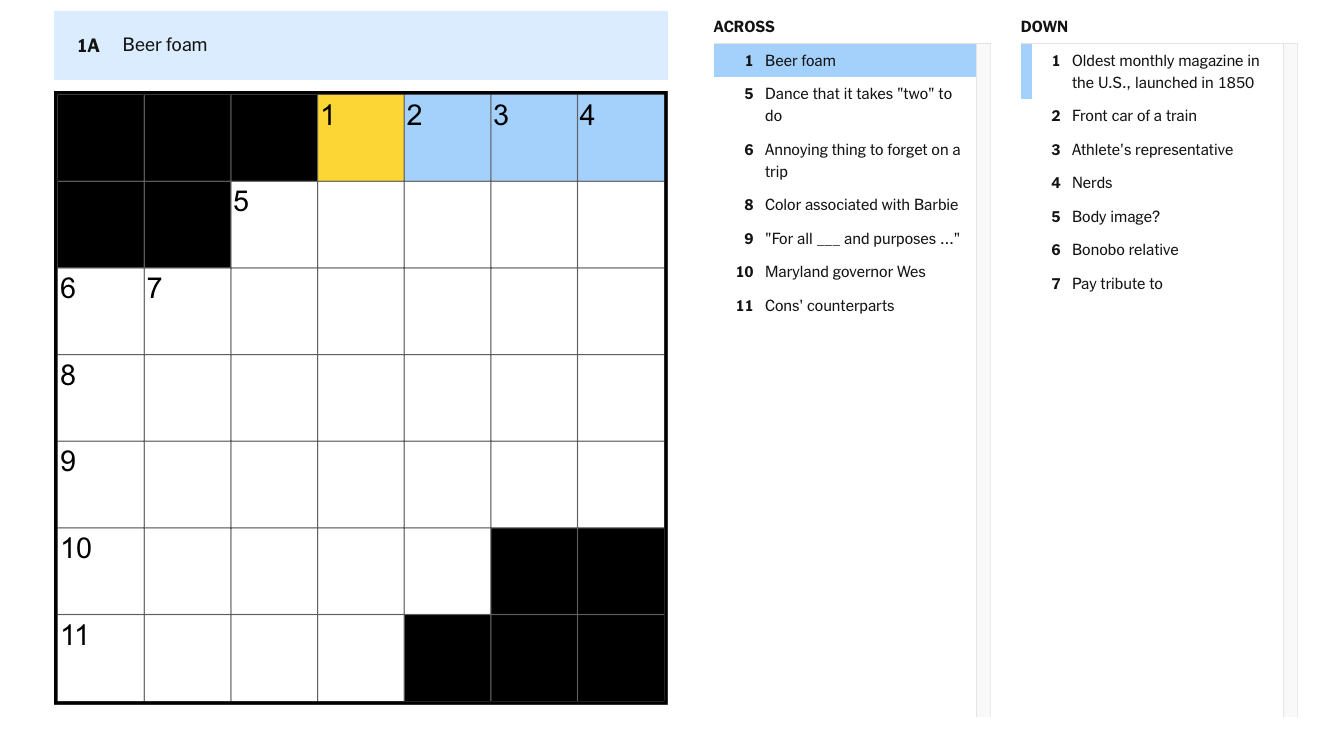 1A Beer foam
1 2 3 4
5
6 7
8
9
10
11
ACROSS
1 Beer foam
5 Dance that it takes "two" to
do
6 Annoying thing to forget on a
trip
8 Color associated with Barbie
9 "For all ___ and purposes ..."
10 Maryland governor Wes
11 Cons' counterparts
DOWN
1 Oldest monthly magazine in
the U.S., launched in 1850
2 Front car of a train
3 Athlete's representative
4 Nerds
5 Body image?
6 Bonobo relative
7 Pay tribute to